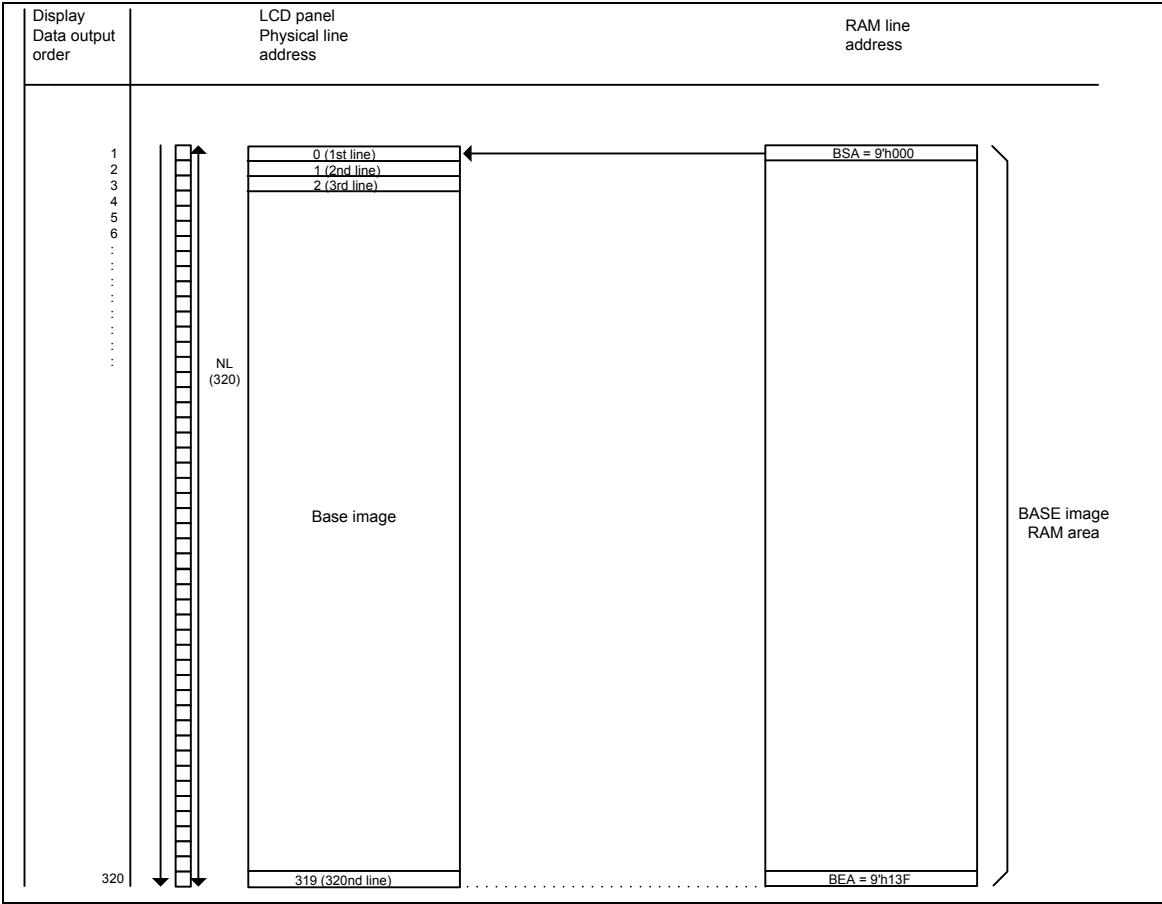 Display
Data output
order
LCD panel
Physical line
address
RAM line
address
1
2
3
4
5
6
:
:
:
:
:
:
:
:
320
NL
(320)
0 (1st line)
1 (2nd line)
2 (3rd line)
Base image
319 (320nd line)
BSA = 9'h000
BEA = 9'h13F
BASE image
RAM area